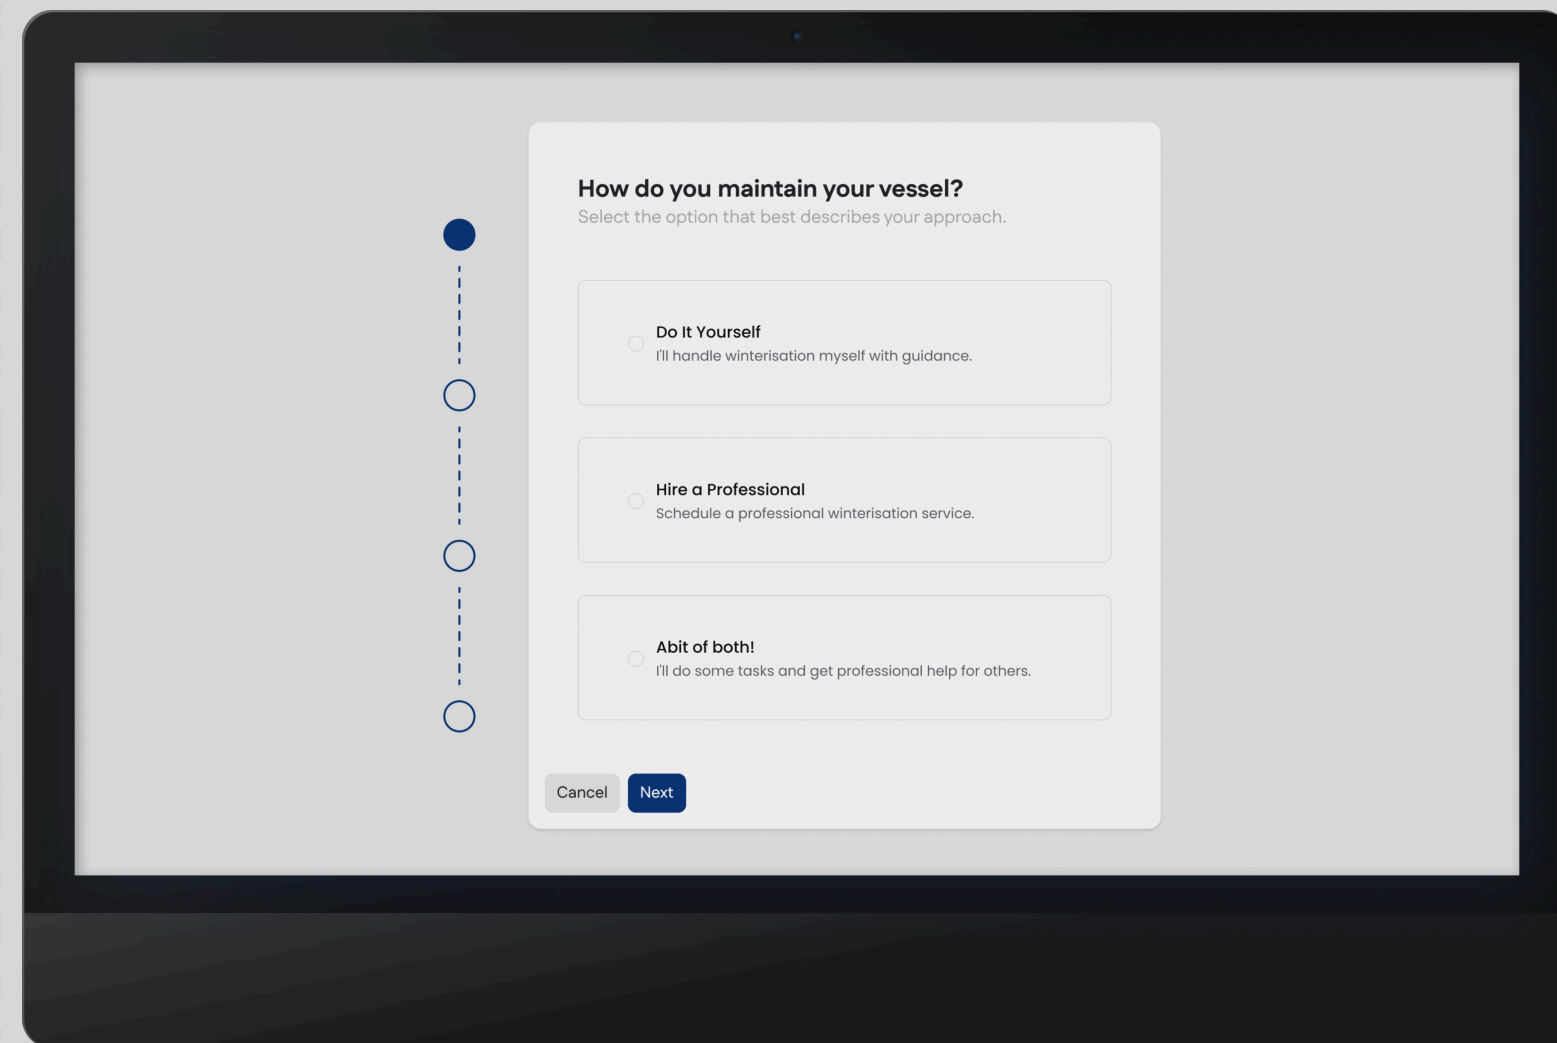 How do you maintain your vessel?
Select the option that best describes your approach.
Do It Yourself
I'll handle winterisation myself with guidance.
Hire a Professional
Schedule a professional winterisation service.
Abit of both!
I'll do some tasks and get professional help for others.
Cancel
Next